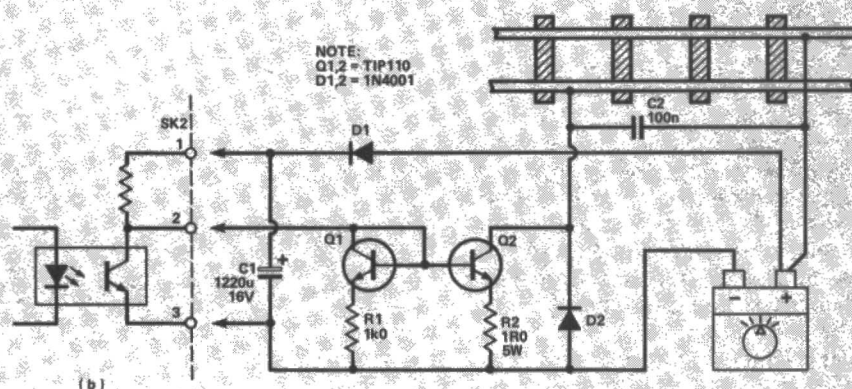 NOTE:
Q1,2 = TIP110
D1,2 = 1N4001
SK2
1
D1
C2
100n
2
Q1
Q2
C1
+
1220u
16V
3
R1
1k0
R2
1R0
5W
D2
–
+
(b)